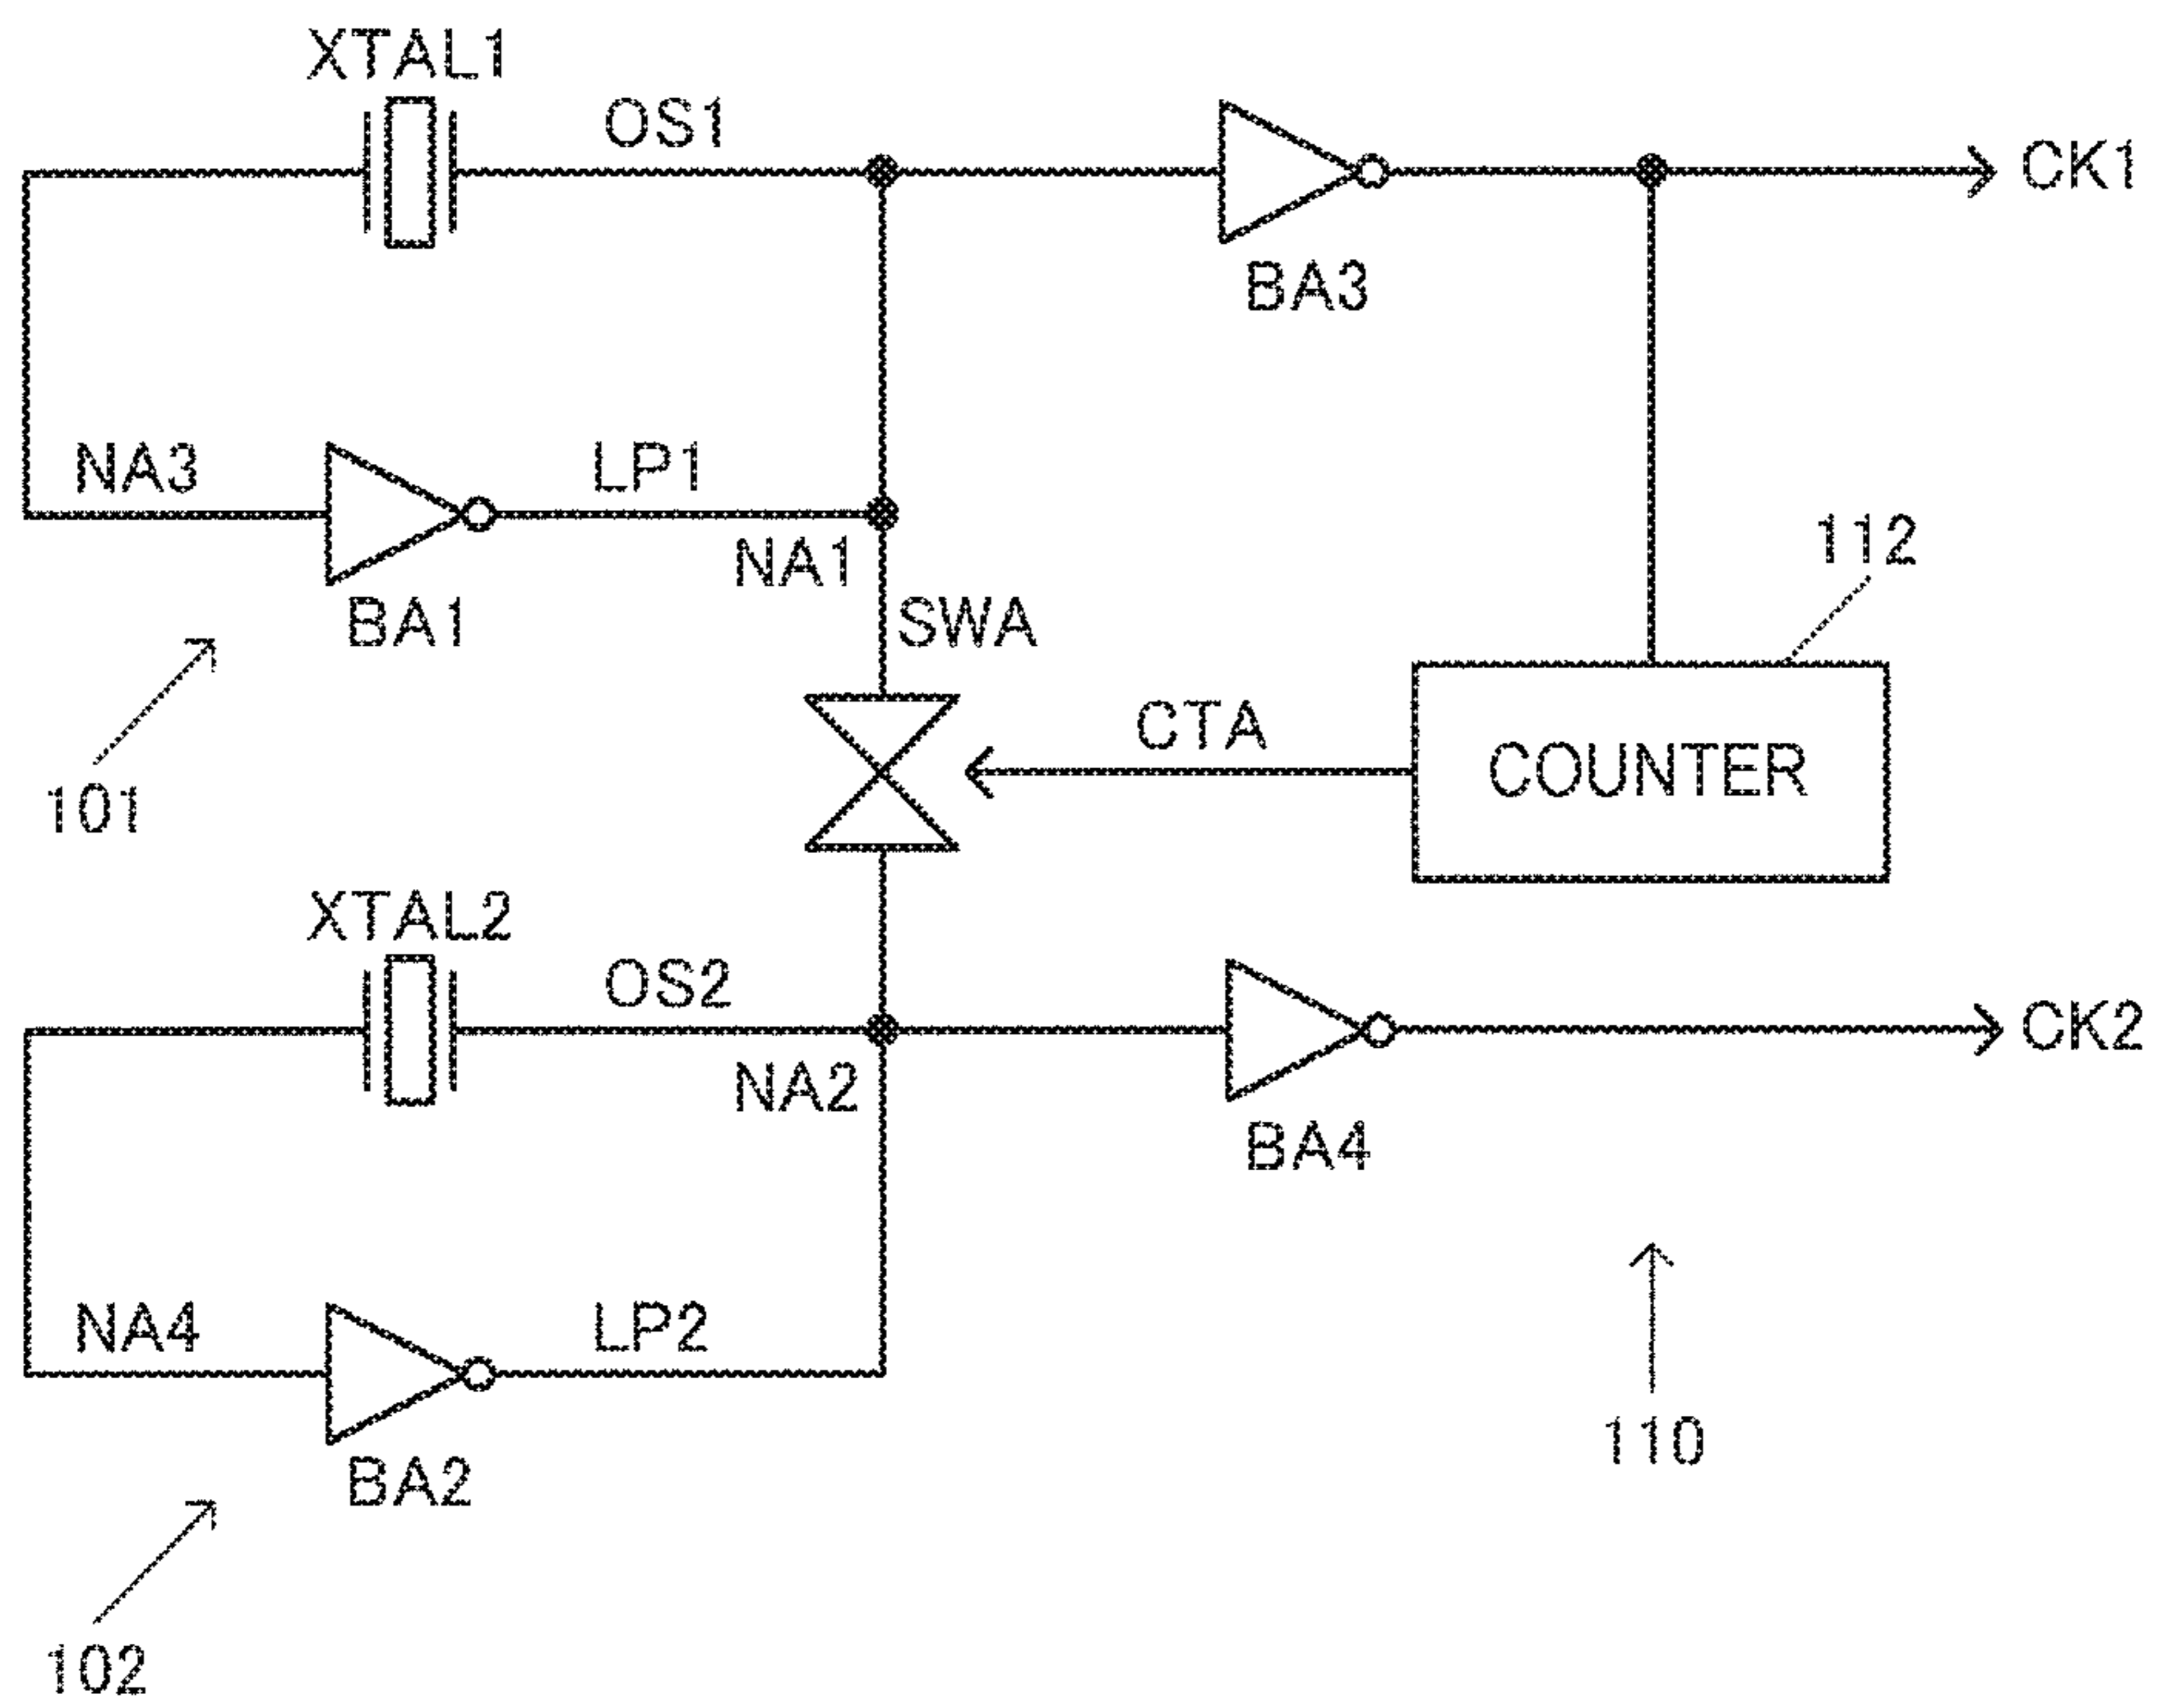 XTAL1
OS1
CK1
BA3
NA3
LP1
NA1
BA1
SWA
112
CTA
COUNTER
101
XTAL2
OS2
CK2
NA2
BA4
NA4
LP2
BA2
110
102